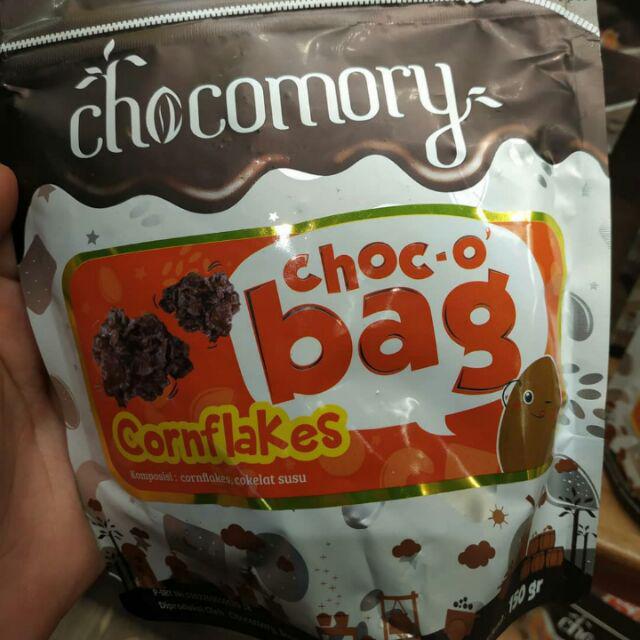 chocomory
choc-o'
bag
Cornflakes
Komposisi : cornflakes, cokelat susu
150 gr